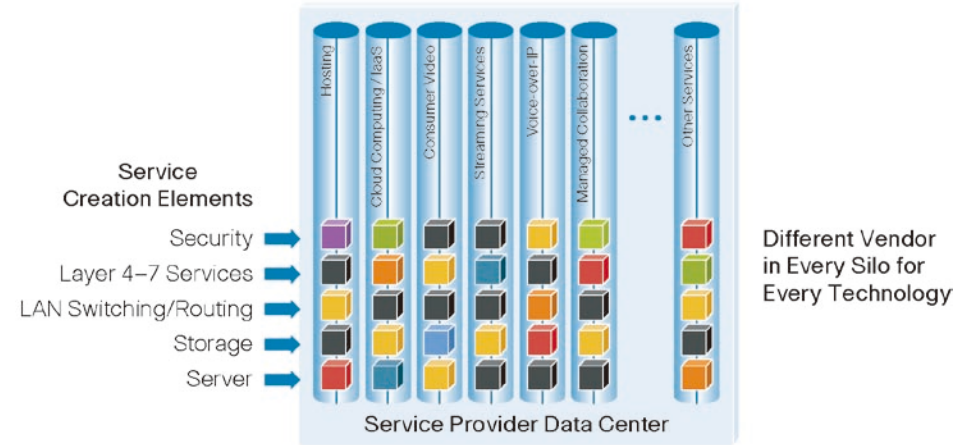 Hosting
Cloud Computing / IaaS
Consumer Video
Streaming Services
Voice-over-IP
Managed Collaboration
...
Other Services
Service
Creation Elements
Security
Layer 4–7 Services
LAN Switching/Routing
Storage
Server
Different Vendor
in Every Silo for
Every Technology
Service Provider Data Center